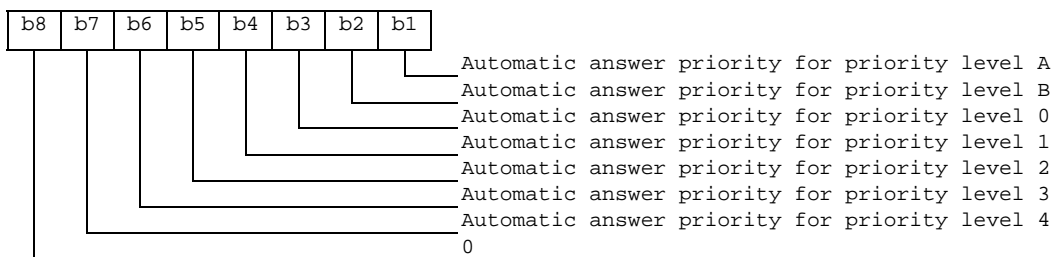 b8 b7 b6 b5 b4 b3 b2 b1
Automatic answer priority for priority level A
Automatic answer priority for priority level B
Automatic answer priority for priority level 0
Automatic answer priority for priority level 1
Automatic answer priority for priority level 2
Automatic answer priority for priority level 3
Automatic answer priority for priority level 4
0